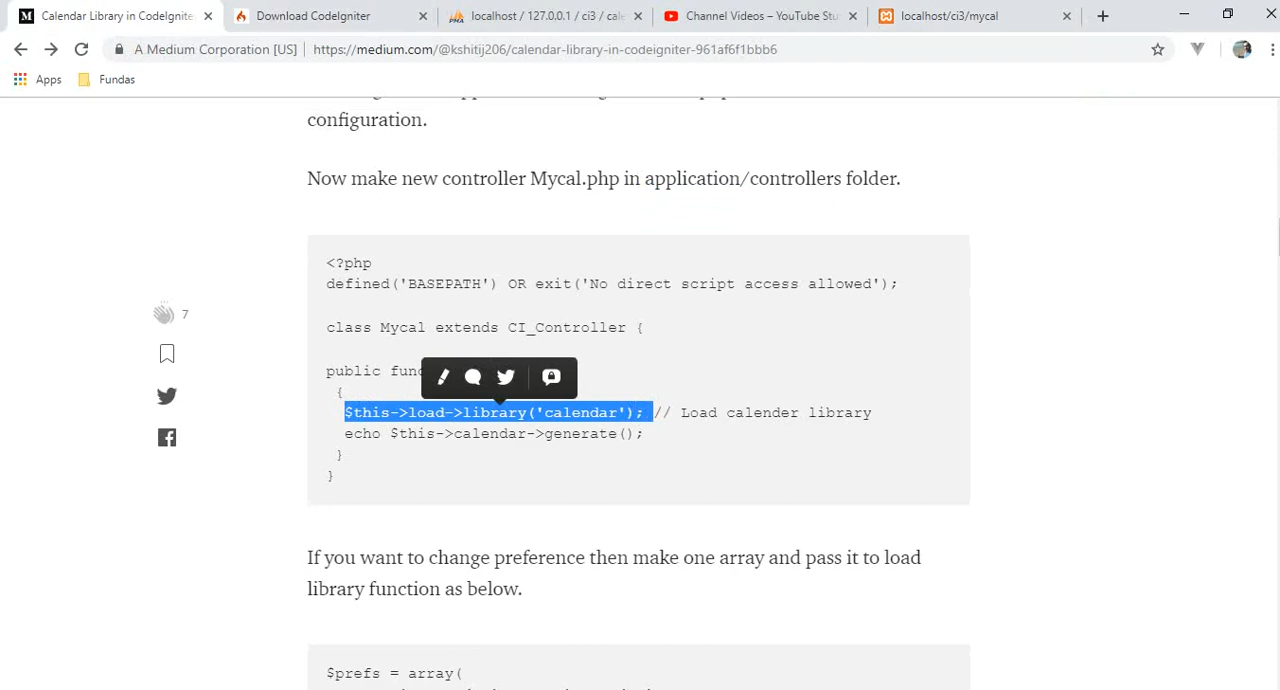 Calendar Library in CodeIgnite
Download CodeIgniter
localhost / 127.0.0.1 / ci3 / cale
Channel Videos – YouTube Stu
localhost/ci3/mycal
A Medium Corporation [US]
https://medium.com/@kshitij206/calendar-library-in-codeigniter-961af6f1bbb6
Apps
Fundas
configuration.
Now make new controller Mycal.php in application/controllers folder.
<?php
defined('BASEPATH') OR exit('No direct script access allowed');
class Mycal extends CI_Controller {
public func
{
$this->load->library('calendar'); // Load calender library
echo $this->calendar->generate();
}
}
7
If you want to change preference then make one array and pass it to load
library function as below.
$prefs = array(